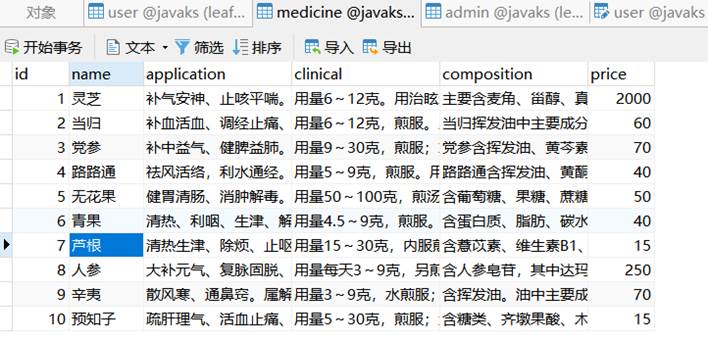 对象 user @javaks (leaf... medicine @javaks... admin @javaks (le... user @javaks
开始事务 文本 筛选 排序 导入 导出
id name application clinical composition price
1 灵芝 补气安神、止咳平喘。 用量6～12克。用治眩 主要含麦角、甾醇、真 2000
2 当归 补血活血、调经止痛、 用量6～12克，煎服。 当归挥发油中主要成分 60
3 党参 补中益气、健脾益肺。 用量9～30克，煎服； 党参含挥发油、黄芩素 70
4 路路通 祛风活络，利水通经。 用量5～9克，煎服。用 路路通含挥发油、黄酮 40
5 无花果 健胃清肠、消肿解毒。 用量50～100克，煎汤 含葡萄糖、果糖、蔗糖 50
6 青果 清热、利咽、生津、解 用量4.5～9克，煎服， 含蛋白质、脂肪、碳水 40
7 芦根 清热生津、除烦、止呕 用量15～30克，内服煎 含薏苡素、维生素B1、 15
8 人参 大补元气、复脉固脱、 用量每天3～9克，另煎 含人参皂苷，其中达玛 250
9 辛夷 散风寒、通鼻窍。属解 用量3～9克，水煎服； 含挥发油。油中主要成 70
10 预知子 疏肝理气、活血止痛、 用量5～30克，煎服； 含糖类、齐墩果酸、木 15